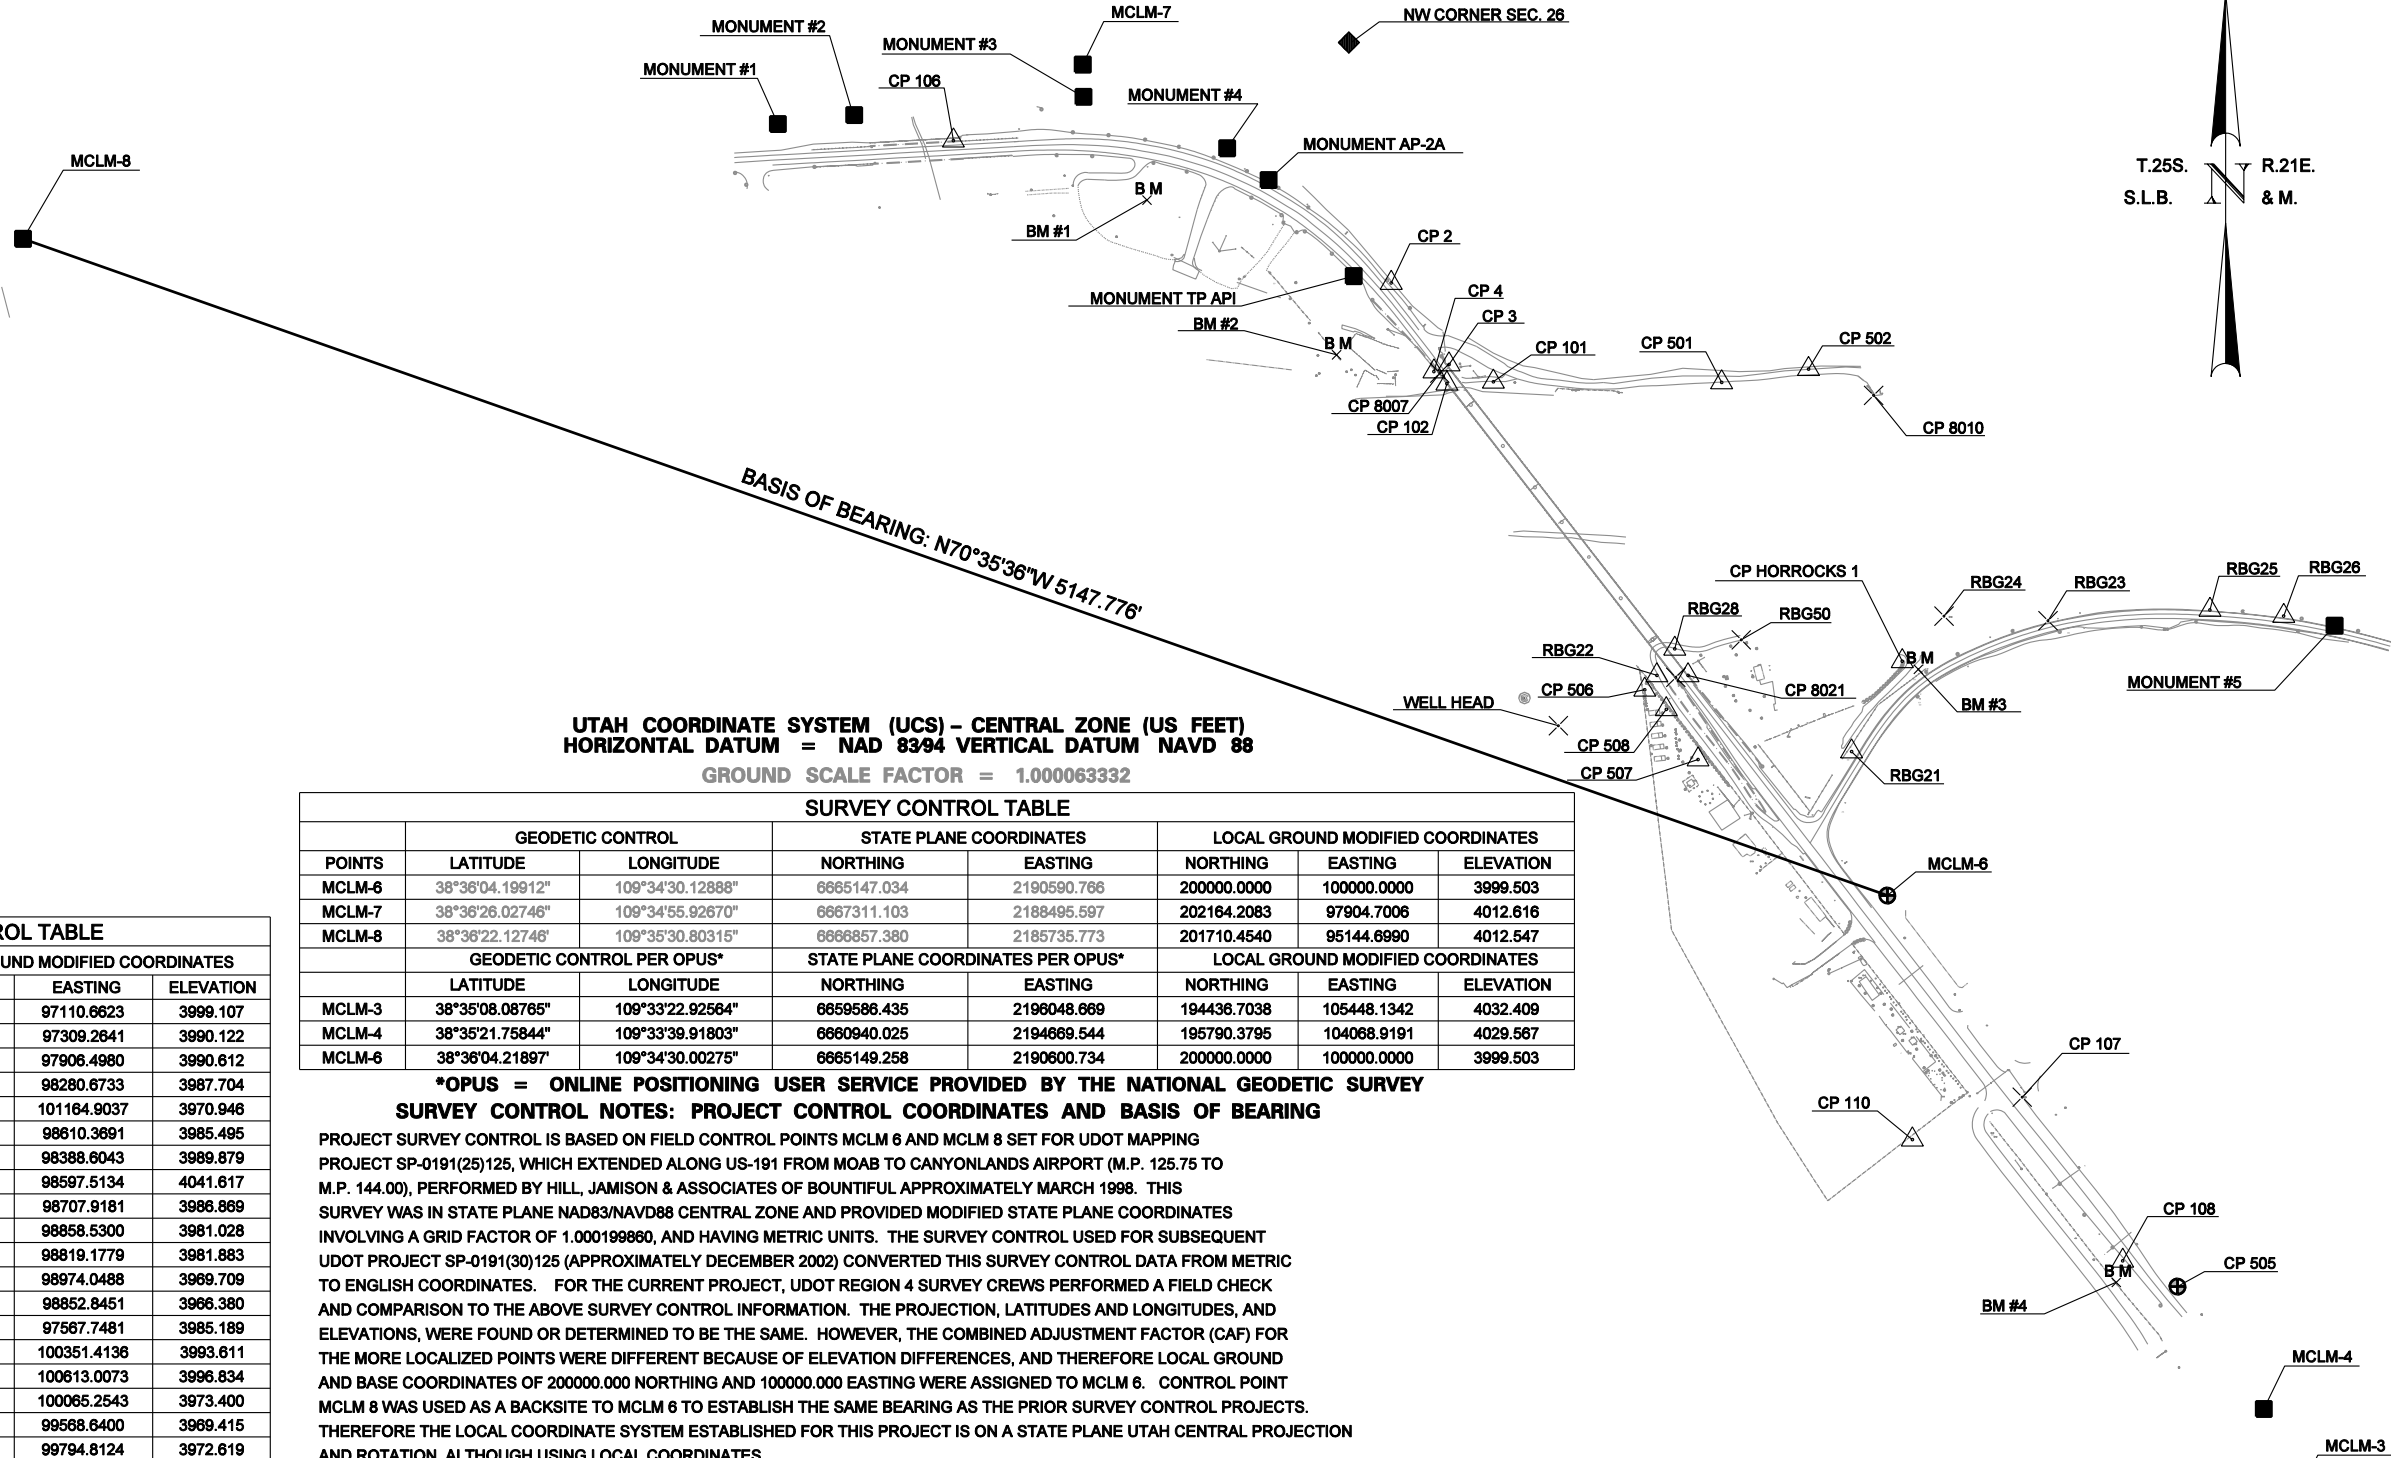 MCLM-7
NW CORNER SEC. 26
MONUMENT #2
MONUMENT #3
MONUMENT #1
CP 106
MONUMENT #4
MONUMENT AP-2A
MCLM-8
T.25S. R.21E.
S.L.B. N & M.
B M
BM #1
CP 2
MONUMENT TP API
CP 4
BM #2
CP 3
B M
CP 101
CP 501
CP 502
CP 8007
CP 102
CP 8010
BASIS OF BEARING: N70°35'36"W 5147.776'
CP HORROCKS 1
RBG24
RBG23
RBG25
RBG26
RBG28
RBG50
RBG22
B M
CP 506
CP 8021
MONUMENT #5
WELL HEAD
BM #3
CP 508
CP 507
RBG21
MCLM-6
CP 107
CP 110
CP 108
B M
CP 505
BM #4
MCLM-4
MCLM-3
UTAH COORDINATE SYSTEM (UCS) – CENTRAL ZONE (US FEET)
HORIZONTAL DATUM = NAD 83/94 VERTICAL DATUM NAVD 88
GROUND SCALE FACTOR = 1.000063332
SURVEY CONTROL TABLE
GEODETIC CONTROL STATE PLANE COORDINATES LOCAL GROUND MODIFIED COORDINATES
POINTS LATITUDE LONGITUDE NORTHING EASTING NORTHING EASTING ELEVATION
MCLM-6 38°36'04.19912" 109°34'30.12888" 6665147.034 2190590.766 200000.0000 100000.0000 3999.503
MCLM-7 38°36'26.02746" 109°34'55.92670" 6667311.103 2188495.597 202164.2083 97904.7006 4012.616
MCLM-8 38°36'22.12746' 109°35'30.80315" 6666857.380 2185735.773 201710.4540 95144.6990 4012.547
GEODETIC CONTROL PER OPUS* STATE PLANE COORDINATES PER OPUS* LOCAL GROUND MODIFIED COORDINATES
LATITUDE LONGITUDE NORTHING EASTING NORTHING EASTING ELEVATION
MCLM-3 38°35'08.08765" 109°33'22.92564" 6659586.435 2196048.669 194436.7038 105448.1342 4032.409
MCLM-4 38°35'21.75844" 109°33'39.91803" 6660940.025 2194669.544 195790.3795 104068.9191 4029.567
MCLM-6 38°36'04.21897' 109°34'30.00275" 6665149.258 2190600.734 200000.0000 100000.0000 3999.503
*OPUS = ONLINE POSITIONING USER SERVICE PROVIDED BY THE NATIONAL GEODETIC SURVEY
SURVEY CONTROL NOTES: PROJECT CONTROL COORDINATES AND BASIS OF BEARING
PROJECT SURVEY CONTROL IS BASED ON FIELD CONTROL POINTS MCLM 6 AND MCLM 8 SET FOR UDOT MAPPING
PROJECT SP-0191(25)125, WHICH EXTENDED ALONG US-191 FROM MOAB TO CANYONLANDS AIRPORT (M.P. 125.75 TO
M.P. 144.00), PERFORMED BY HILL, JAMISON & ASSOCIATES OF BOUNTIFUL APPROXIMATELY MARCH 1998. THIS
SURVEY WAS IN STATE PLANE NAD83/NAVD88 CENTRAL ZONE AND PROVIDED MODIFIED STATE PLANE COORDINATES
INVOLVING A GRID FACTOR OF 1.000199860, AND HAVING METRIC UNITS. THE SURVEY CONTROL USED FOR SUBSEQUENT
UDOT PROJECT SP-0191(30)125 (APPROXIMATELY DECEMBER 2002) CONVERTED THIS SURVEY CONTROL DATA FROM METRIC
TO ENGLISH COORDINATES. FOR THE CURRENT PROJECT, UDOT REGION 4 SURVEY CREWS PERFORMED A FIELD CHECK
AND COMPARISON TO THE ABOVE SURVEY CONTROL INFORMATION. THE PROJECTION, LATITUDES AND LONGITUDES, AND
ELEVATIONS, WERE FOUND OR DETERMINED TO BE THE SAME. HOWEVER, THE COMBINED ADJUSTMENT FACTOR (CAF) FOR
THE MORE LOCALIZED POINTS WERE DIFFERENT BECAUSE OF ELEVATION DIFFERENCES, AND THEREFORE LOCAL GROUND
AND BASE COORDINATES OF 200000.000 NORTHING AND 100000.000 EASTING WERE ASSIGNED TO MCLM 6. CONTROL POINT
MCLM 8 WAS USED AS A BACKSITE TO MCLM 6 TO ESTABLISH THE SAME BEARING AS THE PRIOR SURVEY CONTROL PROJECTS.
THEREFORE THE LOCAL COORDINATE SYSTEM ESTABLISHED FOR THIS PROJECT IS ON A STATE PLANE UTAH CENTRAL PROJECTION
AND ROTATION, ALTHOUGH USING LOCAL COORDINATES
ROL TABLE
UND MODIFIED COORDINATES
EASTING ELEVATION
97110.6623 3999.107
97309.2641 3990.122
97906.4980 3990.612
98280.6733 3987.704
101164.9037 3970.946
98610.3691 3985.495
98388.6043 3989.879
98597.5134 4041.617
98707.9181 3986.869
98858.5300 3981.028
98819.1779 3981.883
98974.0488 3969.709
98852.8451 3966.380
97567.7481 3985.189
100351.4136 3993.611
100613.0073 3996.834
100065.2543 3973.400
99568.6400 3969.415
99794.8124 3972.619